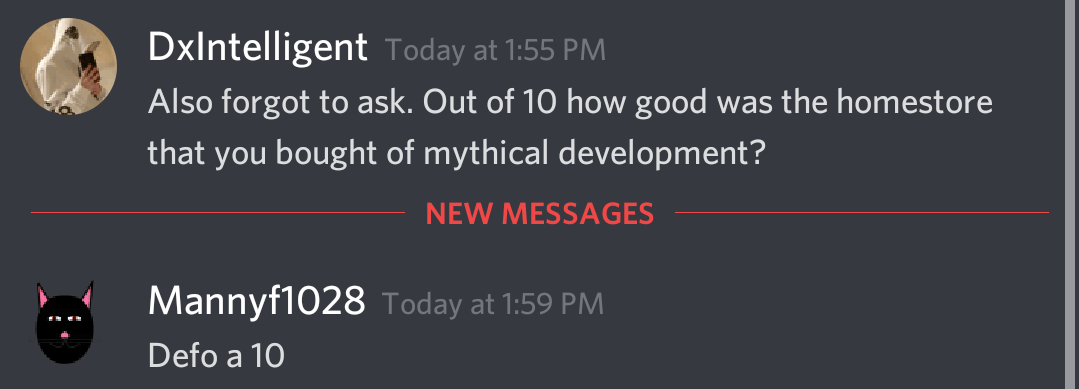 DxIntelligent Today at 1:55 PM
Also forgot to ask. Out of 10 how good was the homestore
that you bought of mythical development?
NEW MESSAGES
Mannyf1028 Today at 1:59 PM
Defo a 10